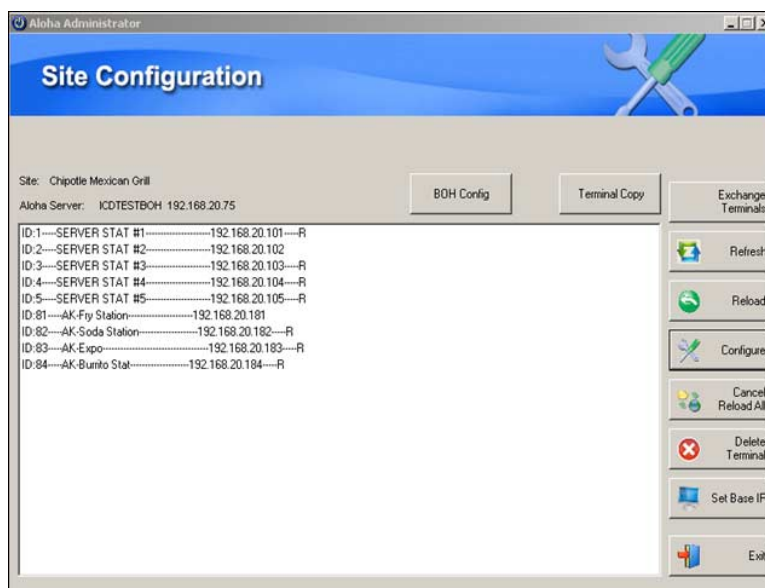 Aloha Administrator
Site Configuration
Site: Chipotle Mexican Grill
Aloha Server: ICDTESTBOH 192.168.20.75
BOH Config
Terminal Copy
Exchange Terminals
ID:1----SERVER STAT #1---------------------192.168.20.101----R
ID:2----SERVER STAT #2---------------------192.168.20.102
ID:3----SERVER STAT #3---------------------192.168.20.103----R
ID:4----SERVER STAT #4---------------------192.168.20.104----R
ID:5----SERVER STAT #5---------------------192.168.20.105----R
ID:81----AK-Fry Station---------------------192.168.20.181
ID:82----AK-Soda Station-------------------192.168.20.182----R
ID:83----AK-Expo----------------------------------192.168.20.183----R
ID:84----AK-Burrito Stat-------------------192.168.20.184----R
Refresh
Reload
Configure
Cancel
Reload All
Delete
Terminal
Set Base IP
Exit